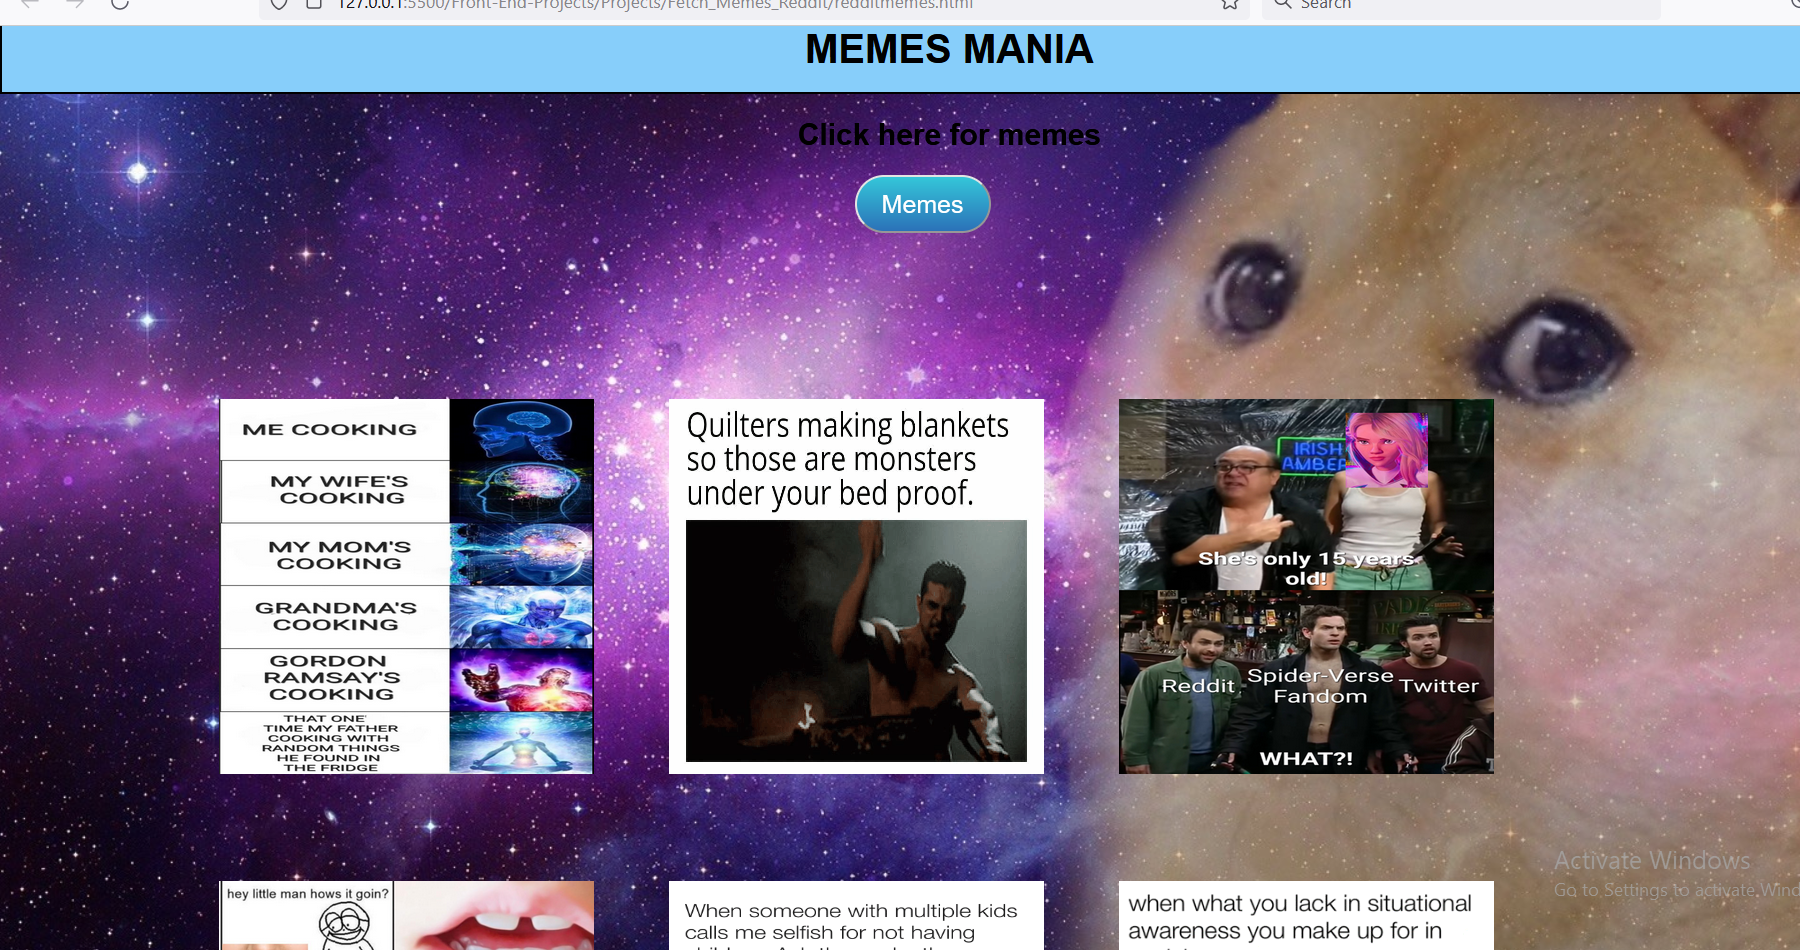 127.0.0.1:5500/Front-End-Projects/Projects/Fetch_Memes_Reddit/redditmemes.html
Search
MEMES MANIA
Click here for memes
Memes
ME COOKING
MY WIFE'S
COOKING
MY MOM'S
COOKING
GRANDMA'S
COOKING
GORDON
RAMSAY'S
COOKING
THAT ONE
TIME MY FATHER
COOKING WITH
RANDOM THINGS
HE FOUND IN
THE FRIDGE
Quilters making blankets
so those are monsters
under your bed proof.
IRISH
AMBER
She's only 15 years
old!
PADD
Reddit
Spider-Verse
Fandom
Twitter
WHAT?!
hey little man hows it goin?
When someone with multiple kids
calls me selfish for not having
when what you lack in situational
awareness you make up for in
Activate Windows
Go to Settings to activate Wind